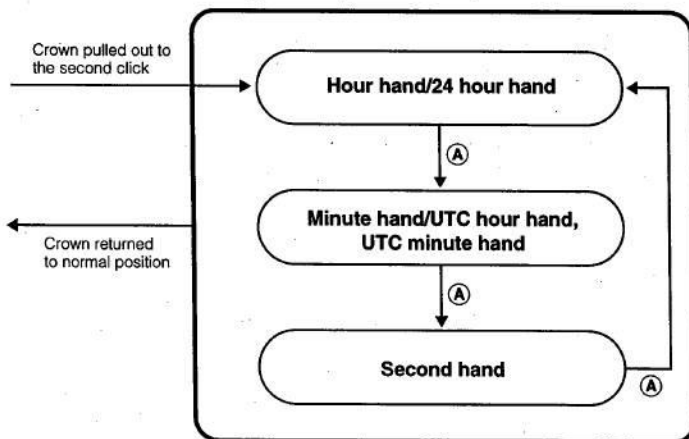 Crown pulled out to
the second click
Hour hand/24 hour hand
A
Minute hand/UTC hour hand,
UTC minute hand
Crown returned
to normal position
A
Second hand
A